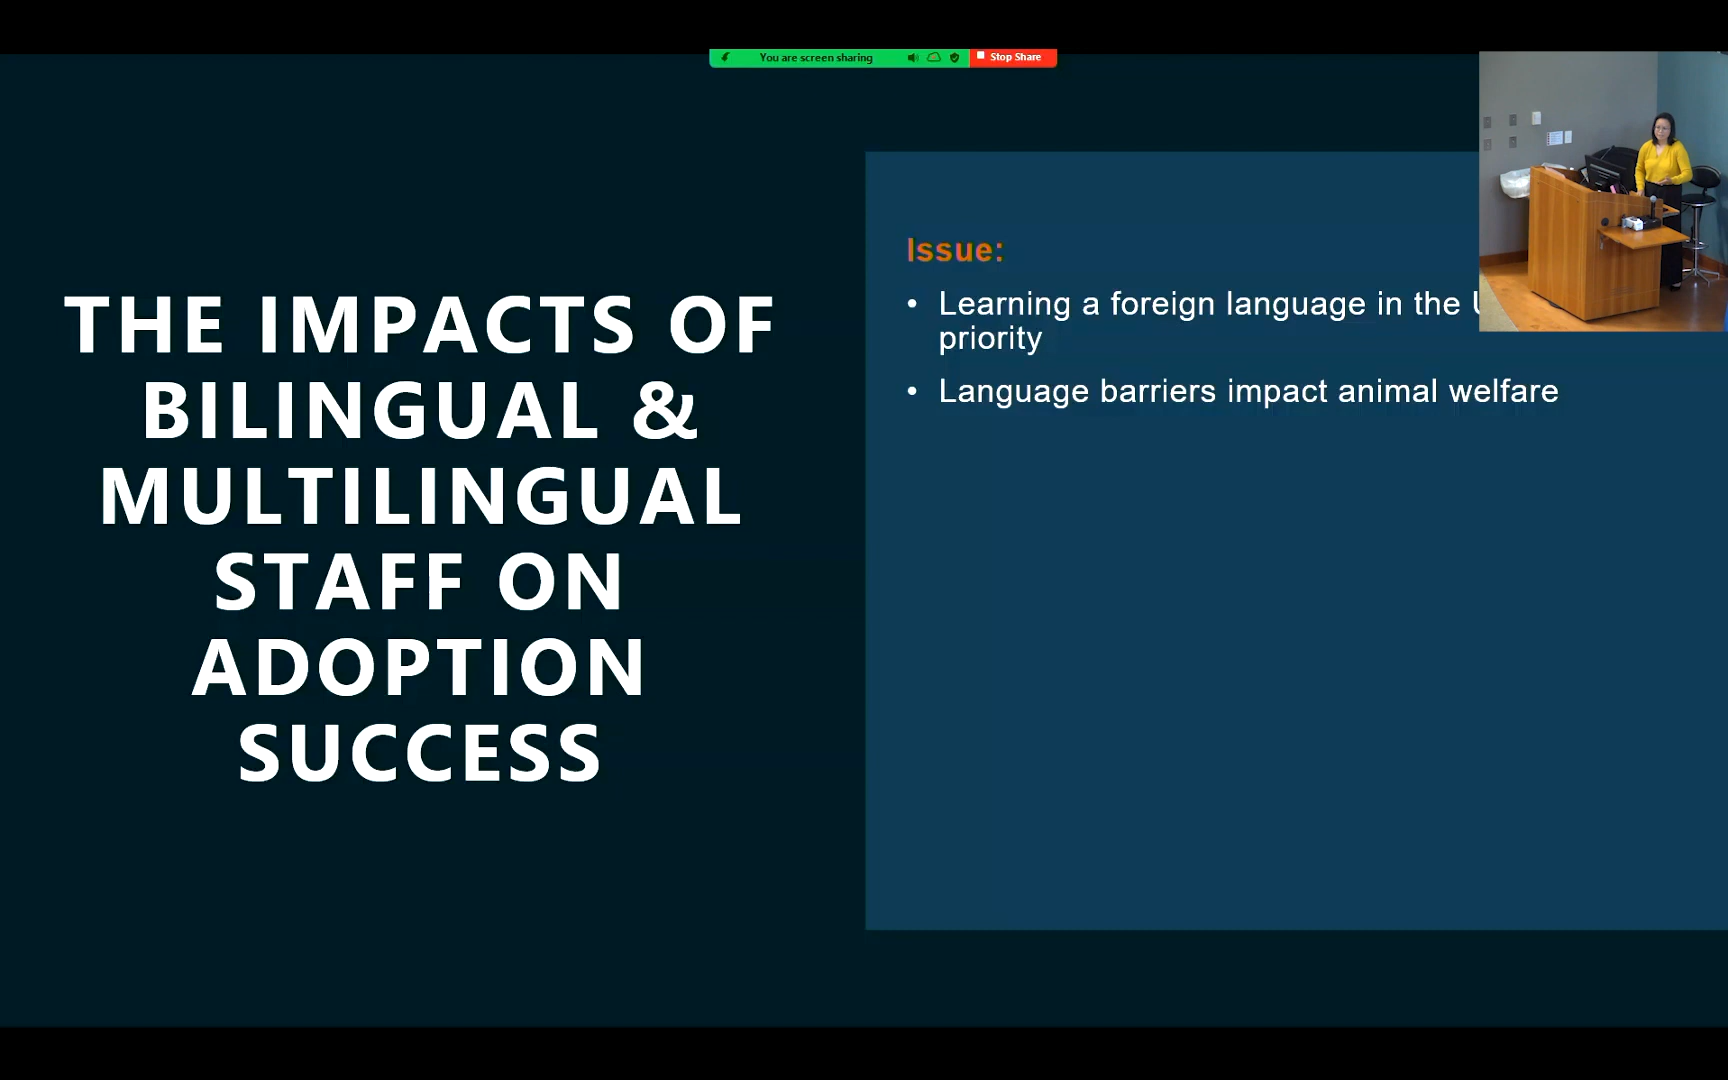 You are screen sharing Stop Share
THE IMPACTS OF
BILINGUAL &
MULTILINGUAL
STAFF ON
ADOPTION
SUCCESS
Issue:
• Learning a foreign language in the
priority
• Language barriers impact animal welfare